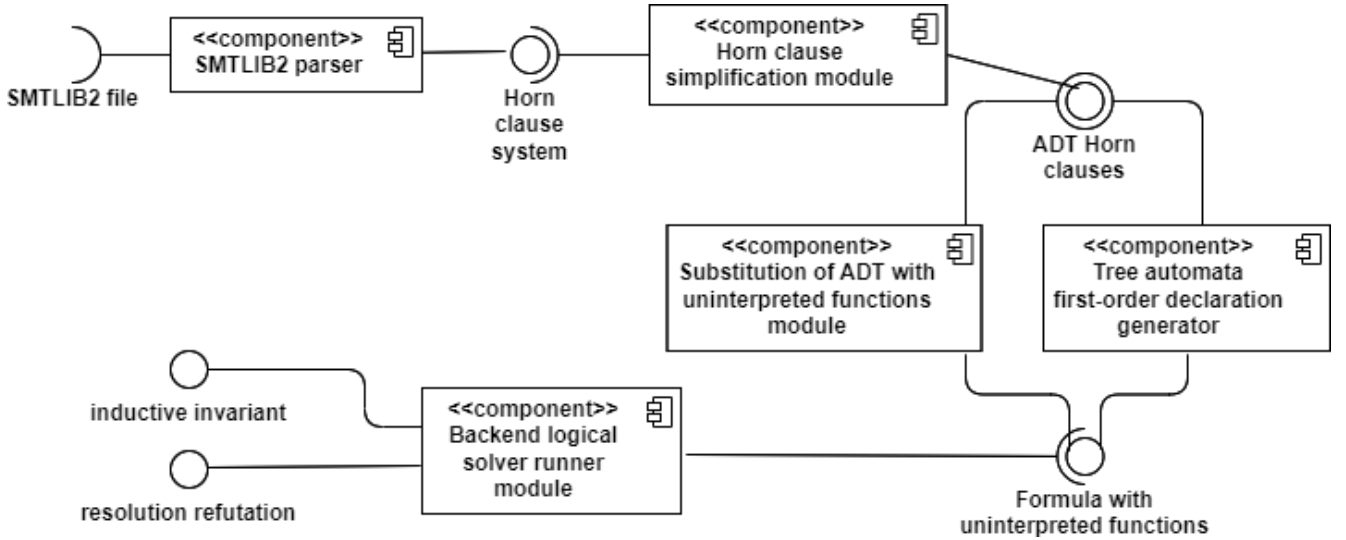 <<component>>
SMTLIB2 parser
SMTLIB2 file
Horn
clause
system
<<component>>
Horn clause
simplification module
ADT Horn
clauses
<<component>>
Substitution of ADT with
uninterpreted functions
module
<<component>>
Tree automata
first-order declaration
generator
inductive invariant
resolution refutation
<<component>>
Backend logical
solver runner
module
Formula with
uninterpreted functions